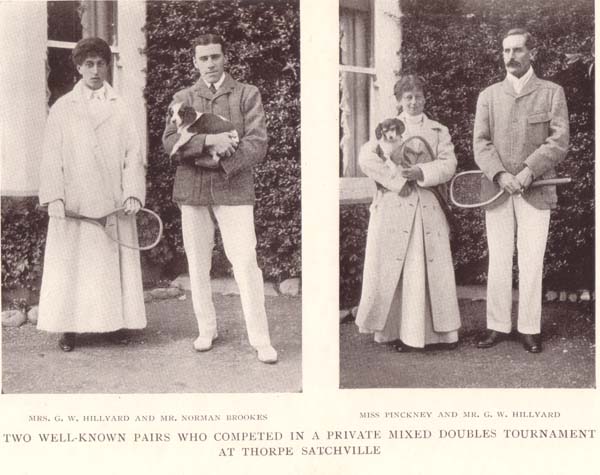 MRS. G. W. HILLYARD AND MR. NORMAN BROOKES
MISS PINCKNEY AND MR. G. W. HILLYARD
TWO WELL-KNOWN PAIRS WHO COMPETED IN A PRIVATE MIXED DOUBLES TOURNAMENT
AT THORPE SATCHVILLE